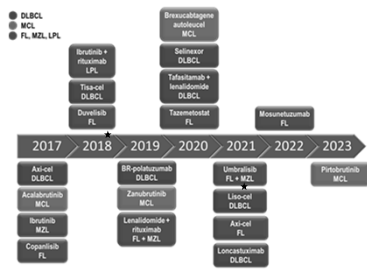 DLBCL
MCL
FL, MZL, LPL
Ibrutinib +
rituximab
LPL
Tisa-cel
DLBCL
Duvelisib
FL
Brexucabtagene
autoleucel
MCL
Selinexor
DLBCL
Tafasitamab +
lenalidomide
DLBCL
Tazemetostat
FL
Mosunetuzumab
FL
2017
2018
2019
2020
2021
2022
2023
Axi-cel
DLBCL
Acalabrutinib
MCL
Ibrutinib
MZL
Copanlisib
FL
BR-polatuzumab
DLBCL
Zanubrutinib
MCL
Lenalidomide +
rituximab
FL + MZL
Umbralisib
FL + MZL
Liso-cel
DLBCL
Axi-cel
FL
Loncastuximab
DLBCL
Pirtobrutinib
MCL